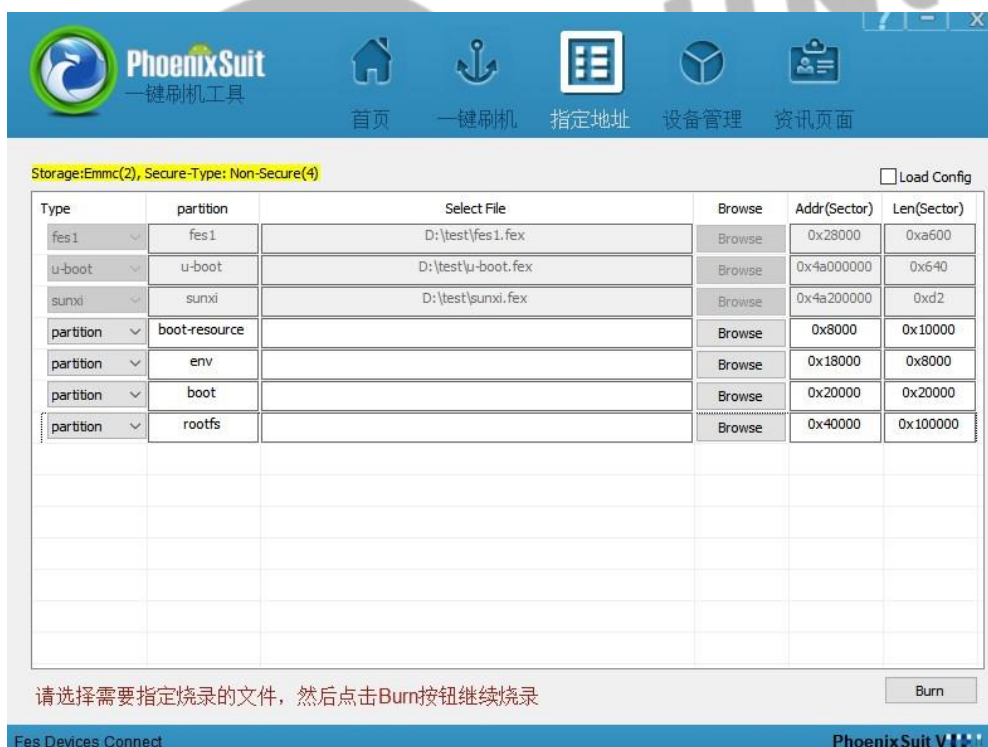 ? - X
PhoenixSuit
一键刷机工具
首页 一键刷机 指定地址 设备管理 资讯页面
Storage:Emmc(2), Secure-Type: Non-Secure(4)
Load Config
Type partition Select File Browse Addr(Sector) Len(Sector)
fes1 fes1 D:\test\fes1.fex Browse 0x28000 0xa600
u-boot u-boot D:\test\u-boot.fex Browse 0x4a000000 0x640
sunxi sunxi D:\test\sunxi.fex Browse 0x4a200000 0xd2
partition boot-resource Browse 0x8000 0x10000
partition env Browse 0x18000 0x8000
partition boot Browse 0x20000 0x20000
partition rootfs Browse 0x40000 0x100000
请选择需要指定烧录的文件，然后点击Burn按钮继续烧录
Burn
Fes Devices Connect
PhoenixSuit